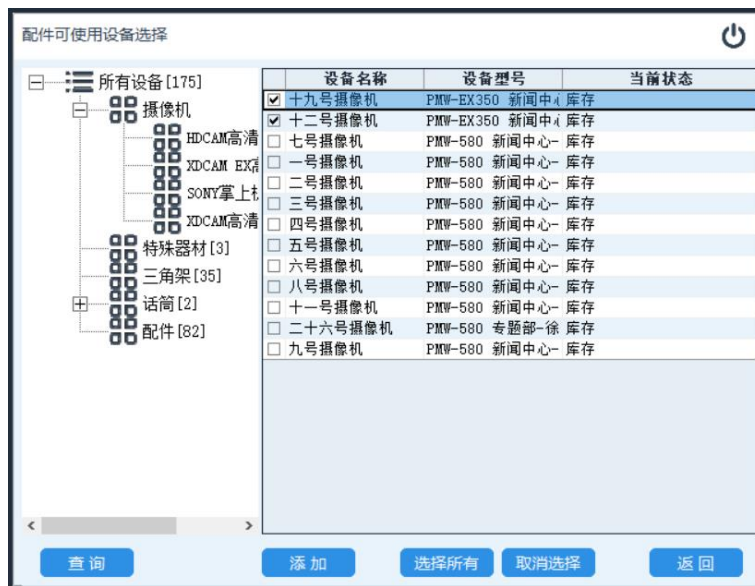 配件可使用设备选择
所有设备[175]
摄像机
HDCAM高清
XDCAM EX
SONY掌上
XDCAM高清
特殊器材[3]
三角架[35]
话筒[2]
配件[82]
设备名称 设备型号 当前状态
十九号摄像机 PMW-EX350 新闻中 库存
十二号摄像机 PMW-EX350 新闻中 库存
七号摄像机 PMW-580 新闻中心- 库存
一号摄像机 PMW-580 新闻中心- 库存
二号摄像机 PMW-580 新闻中心- 库存
三号摄像机 PMW-580 新闻中心- 库存
四号摄像机 PMW-580 新闻中心- 库存
五号摄像机 PMW-580 新闻中心- 库存
六号摄像机 PMW-580 新闻中心- 库存
八号摄像机 PMW-580 新闻中心- 库存
十一号摄像机 PMW-580 新闻中心- 库存
二十六号摄像机 PMW-580 专题部-徐 库存
九号摄像机 PMW-580 新闻中心- 库存
查询 添加 选择所有 取消选择 返回